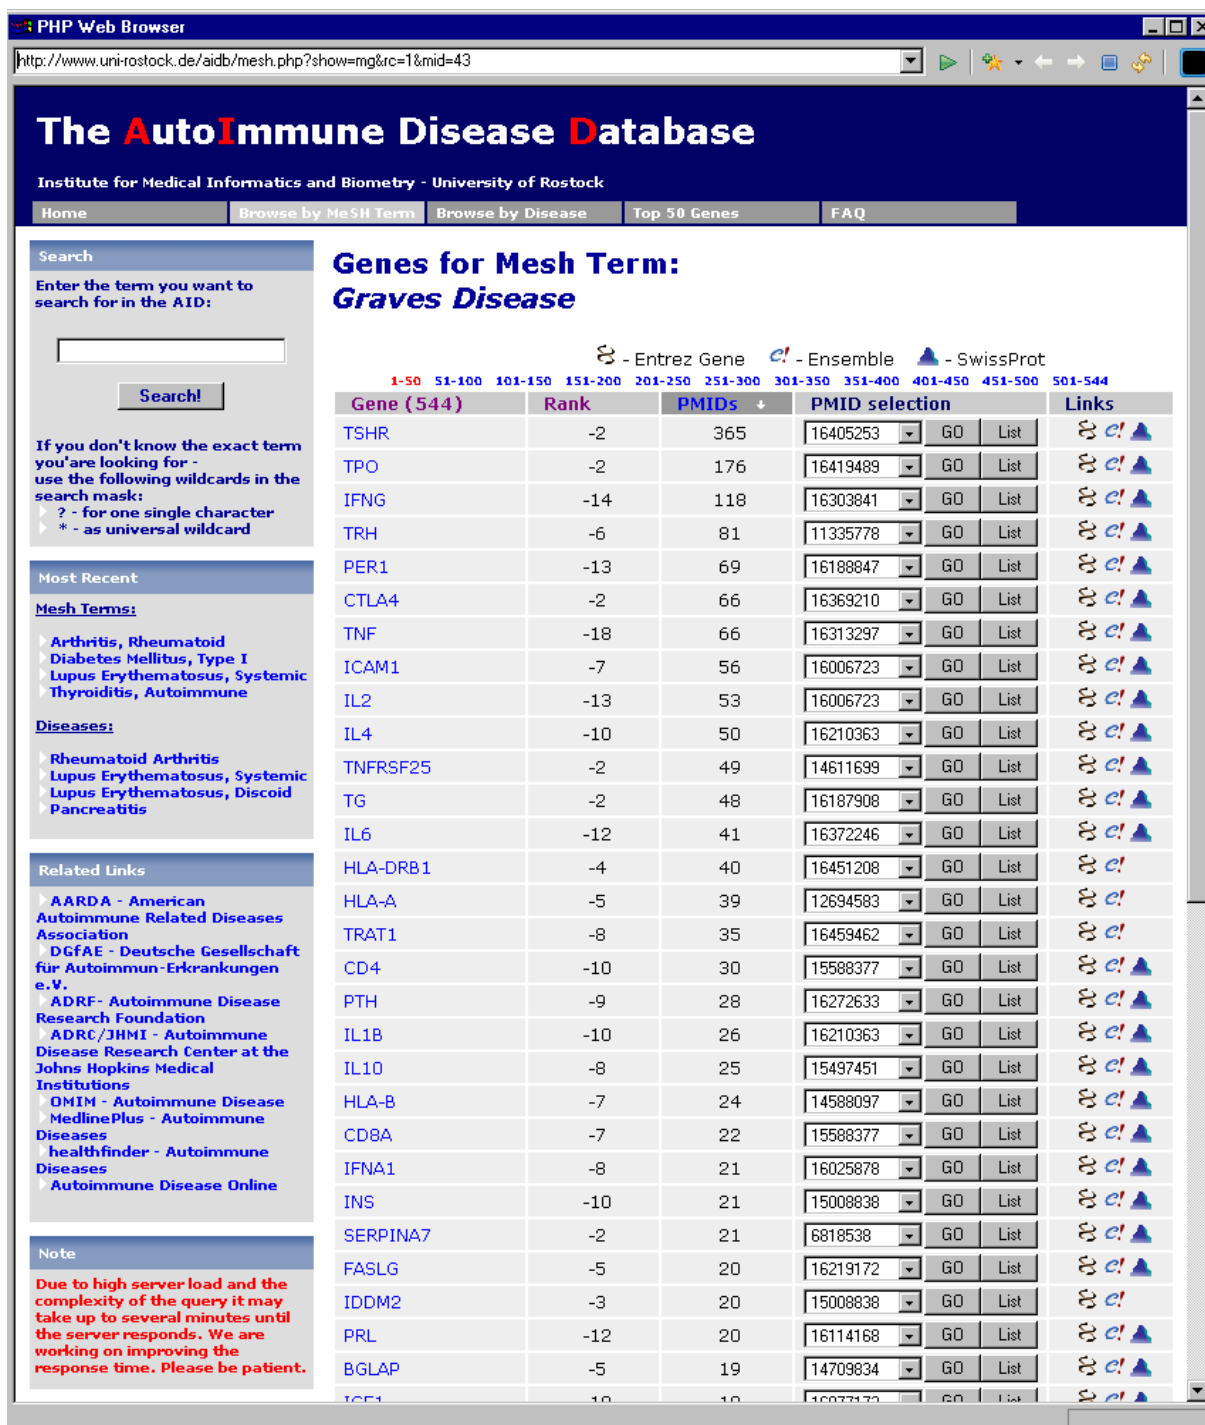 PHP Web Browser
http://www.uni-rostock.de/aidb/mesh.php?show=mg&rc=1&mid=43
The AutoImmune Disease Database
Institute for Medical Informatics and Biometry - University of Rostock
Home Browse by MeSH Term Browse by Disease Top 50 Genes FAQ
Search
Enter the term you want to
search for in the AID:
Search!
If you don't know the exact term
you'are looking for -
use the following wildcards in the
search mask:
? - for one single character
* - as universal wildcard
Most Recent
Mesh Terms:
Arthritis, Rheumatoid
Diabetes Mellitus, Type I
Lupus Erythematosus, Systemic
Thyroiditis, Autoimmune
Diseases:
Rheumatoid Arthritis
Lupus Erythematosus, Systemic
Lupus Erythematosus, Discoid
Pancreatitis
Related Links
AARDA - American
Autoimmune Related Diseases
Association
DGfAE - Deutsche Gesellschaft
für Autoimmun-Erkrankungen
e.V.
ADRF- Autoimmune Disease
Research Foundation
ADRC/JHMI - Autoimmune
Disease Research Center at the
Johns Hopkins Medical
Institutions
OMIM - Autoimmune Disease
MedlinePlus - Autoimmune
Diseases
healthfinder - Autoimmune
Diseases
Autoimmune Disease Online
Note
Due to high server load and the
complexity of the query it may
take up to several minutes until
the server responds. We are
working on improving the
response time. Please be patient.
Genes for Mesh Term:
Graves Disease
- Entrez Gene e! - Ensemble - SwissProt
1-50 51-100 101-150 151-200 201-250 251-300 301-350 351-400 401-450 451-500 501-544
Gene (544) Rank PMIDs PMID selection Links
TSHR -2 365 16405253 GO List e!
TPO -2 176 16419489 GO List e!
IFNG -14 118 16303841 GO List e!
TRH -6 81 11335778 GO List e!
PER1 -13 69 16188847 GO List e!
CTLA4 -2 66 16369210 GO List e!
TNF -18 66 16313297 GO List e!
ICAM1 -7 56 16006723 GO List e!
IL2 -13 53 16006723 GO List e!
IL4 -10 50 16210363 GO List e!
TNFRSF25 -2 49 14611699 GO List e!
TG -2 48 16187908 GO List e!
IL6 -12 41 16372246 GO List e!
HLA-DRB1 -4 40 16451208 GO List e!
HLA-A -5 39 12694583 GO List e!
TRAT1 -8 35 16459462 GO List e!
CD4 -10 30 15588377 GO List e!
PTH -9 28 16272633 GO List e!
IL1B -10 26 16210363 GO List e!
IL10 -8 25 15497451 GO List e!
HLA-B -7 24 14588097 GO List e!
CD8A -7 22 15588377 GO List e!
IFNA1 -8 21 16025878 GO List e!
INS -10 21 15008838 GO List e!
SERPINA7 -2 21 6818538 GO List e!
FASLG -5 20 16219172 GO List e!
IDDM2 -3 20 15008838 GO List e!
PRL -12 20 16114168 GO List e!
BGLAP -5 19 14709834 GO List e!
GO List e!